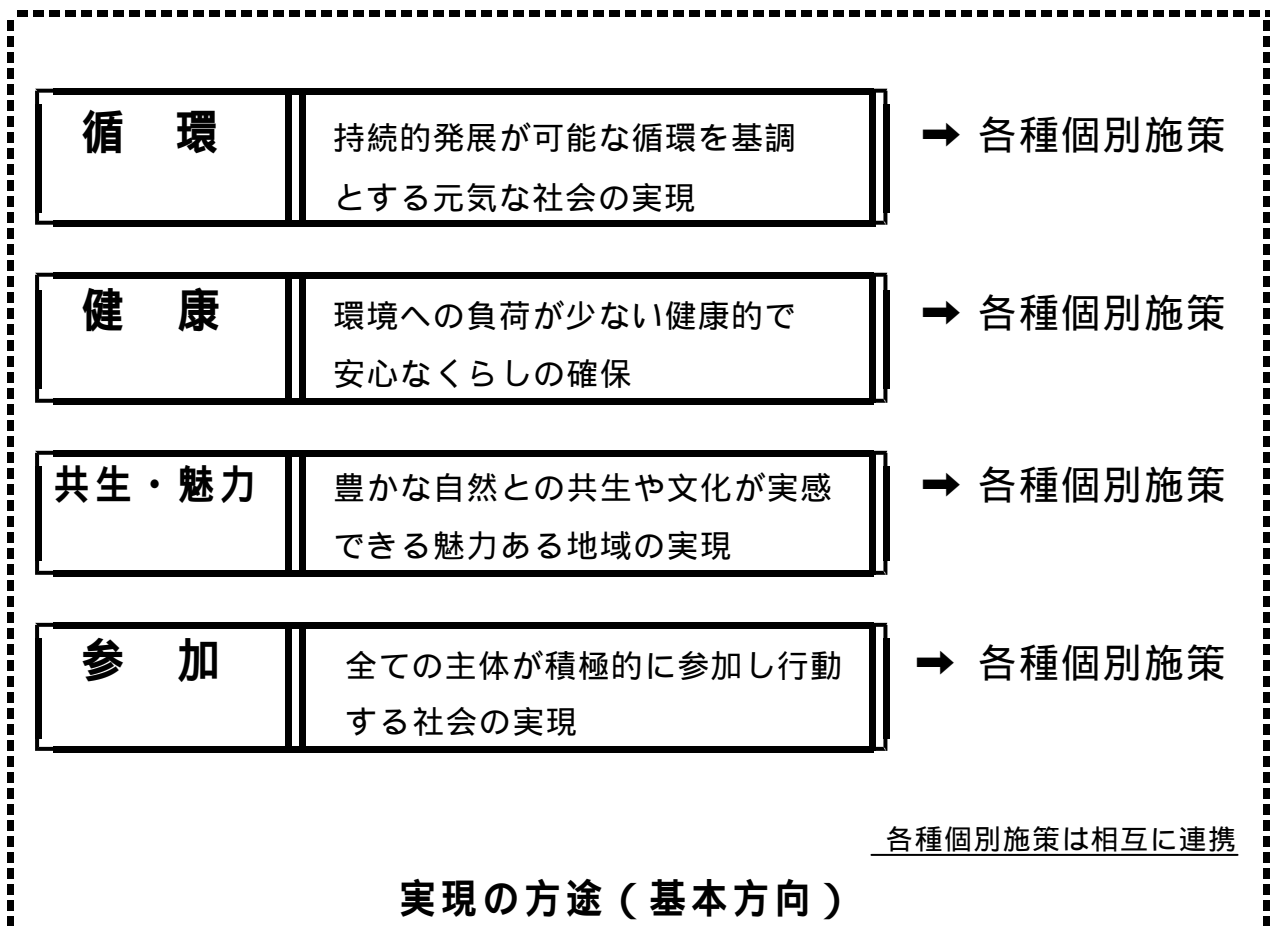 循　環
持続的発展が可能な循環を基調
とする元気な社会の実現
➡ 各種個別施策
健　康
環境への負荷が少ない健康的で
安心なくらしの確保
➡ 各種個別施策
共生・魅力
豊かな自然との共生や文化が実感
できる魅力ある地域の実現
➡ 各種個別施策
参　加
全ての主体が積極的に参加し行動
する社会の実現
➡ 各種個別施策
各種個別施策は相互に連携
実現の方途（基本方向）